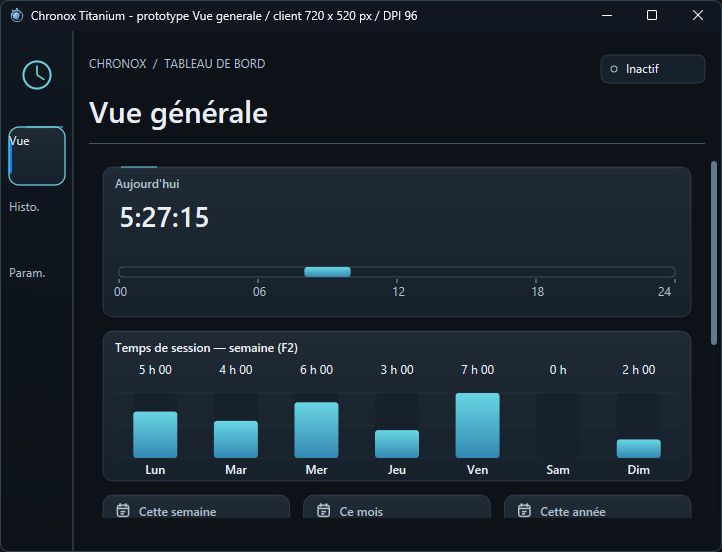 Chronox Titanium - prototype Vue generale / client 720 x 520 px / DPI 96
CHRONOX / TABLEAU DE BORD
Inactif
Vue générale
Vue
Histo.
Param.
Aujourd'hui
5:27:15
00 06 12 18 24
Temps de session — semaine (F2)
5 h 00 4 h 00 6 h 00 3 h 00 7 h 00 0 h 2 h 00
Lun Mar Mer Jeu Ven Sam Dim
Cette semaine Ce mois Cette année